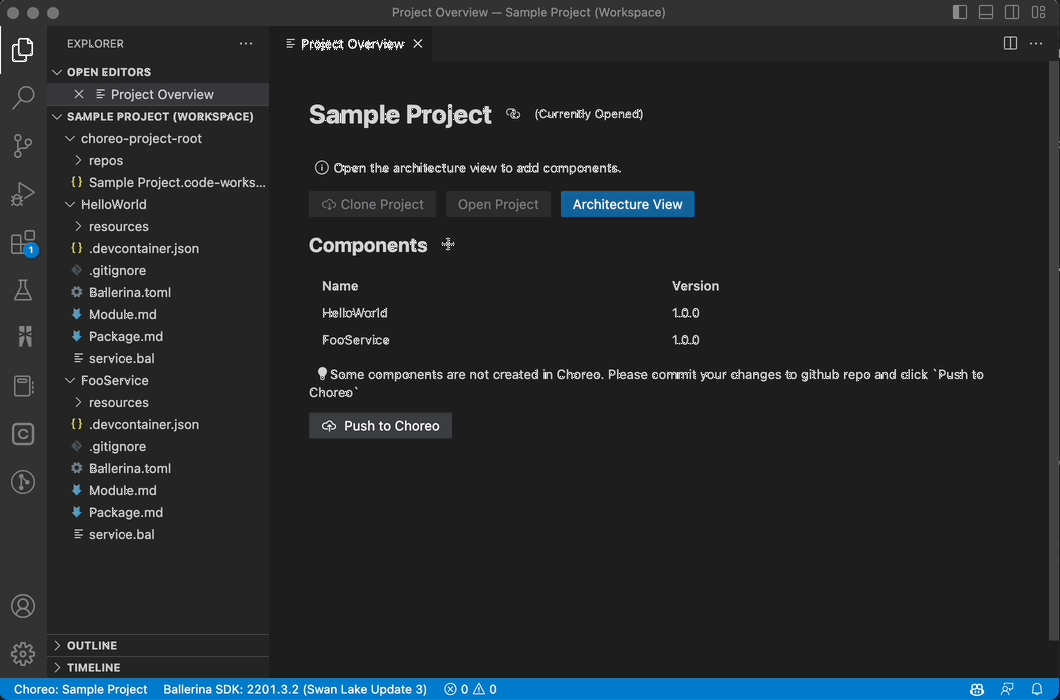 Project Overview — Sample Project (Workspace)
EXPLORER
Project Overview
OPEN EDITORS
Project Overview
SAMPLE PROJECT (WORKSPACE)
choreo-project-root
repos
{} Sample Project.code-works...
HelloWorld
resources
{} .devcontainer.json
.gitignore
Ballerina.toml
Module.md
Package.md
service.bal
FooService
resources
{} .devcontainer.json
.gitignore
Ballerina.toml
Module.md
Package.md
service.bal
OUTLINE
TIMELINE
1
Sample Project (Currently Opened)
Open the architecture view to add components.
Clone Project Open Project Architecture View
Components
Name Version
HelloWorld 1.0.0
FooService 1.0.0
Some components are not created in Choreo. Please commit your changes to github repo and click `Push to
Choreo`
Push to Choreo
Choreo: Sample Project Ballerina SDK: 2201.3.2 (Swan Lake Update 3) 0 0